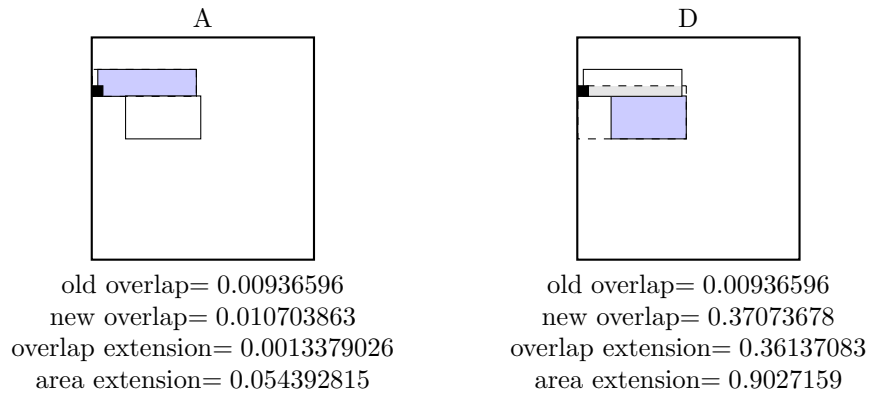 A
old overlap= 0.00936596
new overlap= 0.010703863
overlap extension= 0.0013379026
area extension= 0.054392815
D
old overlap= 0.00936596
new overlap= 0.37073678
overlap extension= 0.36137083
area extension= 0.9027159